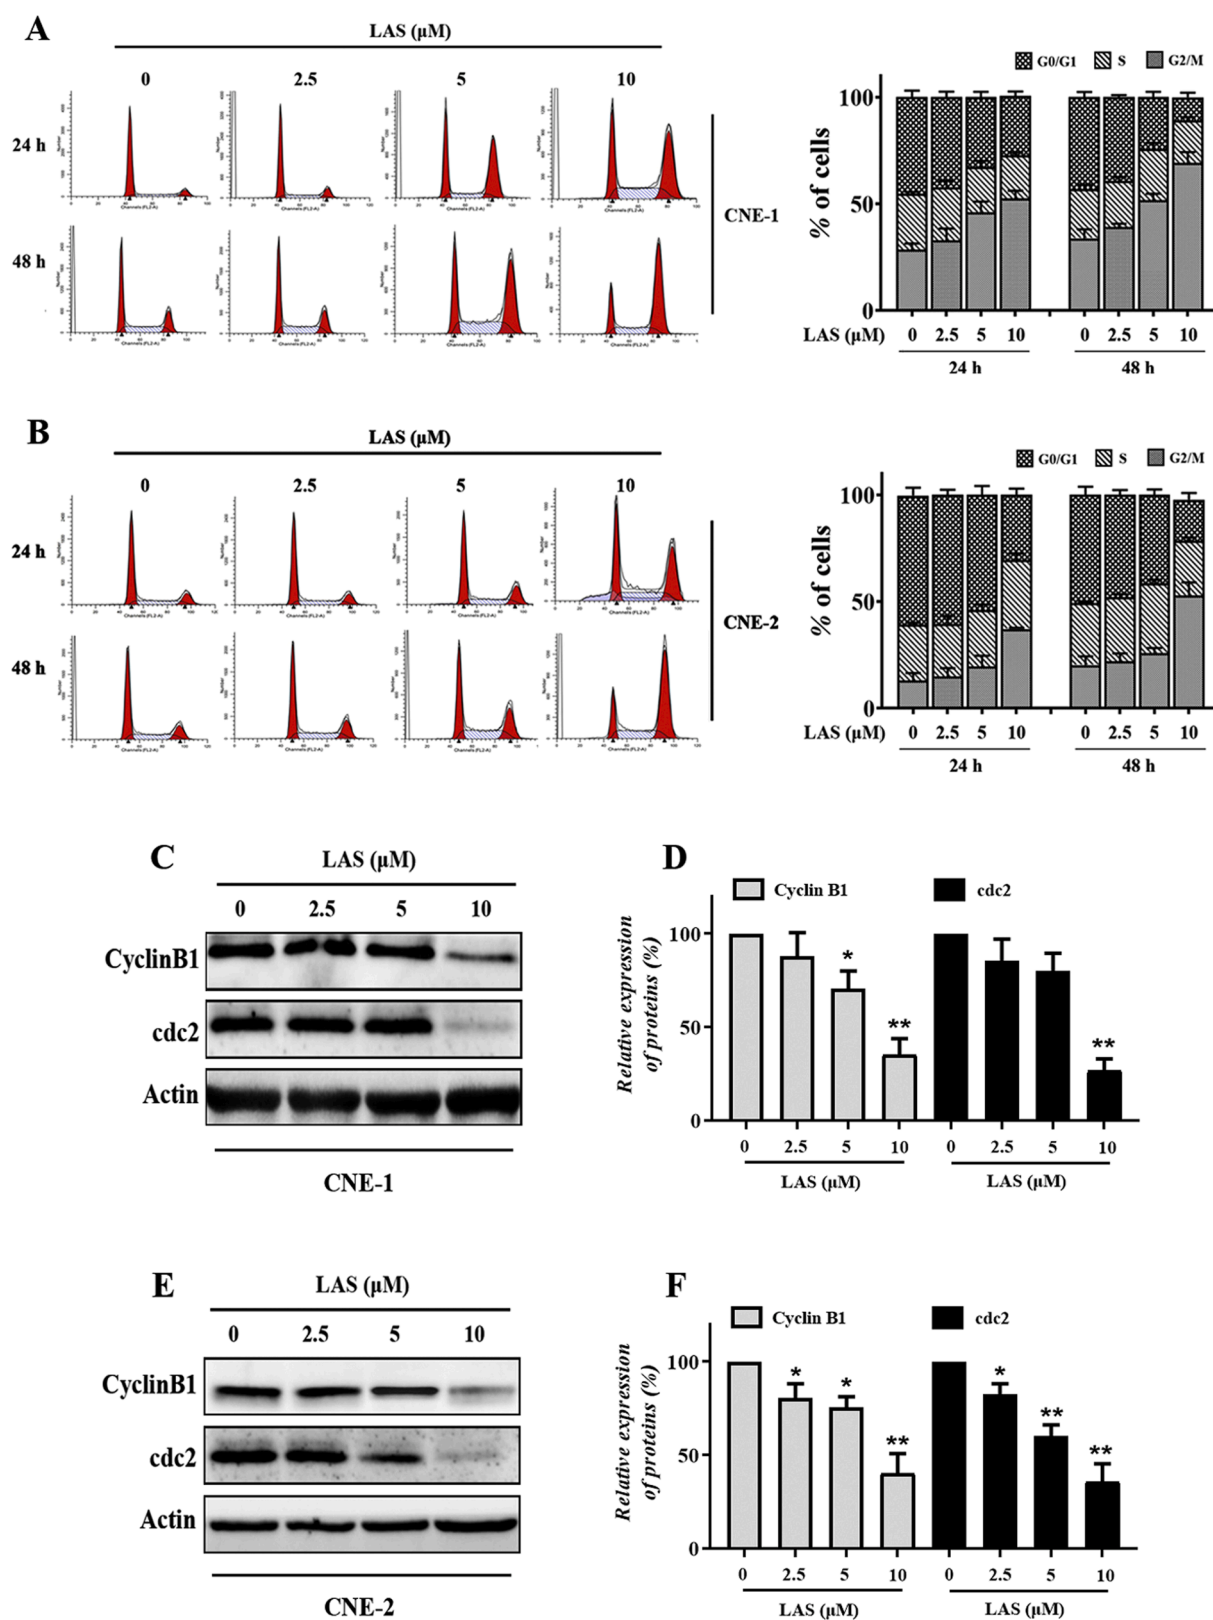 A
LAS (μM)
0 2.5 5 10
24 h
48 h
CNE-1
G0/G1 S G2/M
% of cells
100
50
0
LAS (μM) 0 2.5 5 10 0 2.5 5 10
24 h 48 h
B
LAS (μM)
0 2.5 5 10
24 h
48 h
CNE-2
G0/G1 S G2/M
% of cells
100
50
0
LAS (μM) 0 2.5 5 10 0 2.5 5 10
24 h 48 h
C
LAS (μM)
0 2.5 5 10
CyclinB1
cdc2
Actin
CNE-1
D
Cyclin B1 cdc2
Relative expression
of proteins (%)
100
50
0
* ** **
0 2.5 5 10 0 2.5 5 10
LAS (μM) LAS (μM)
E
LAS (μM)
0 2.5 5 10
CyclinB1
cdc2
Actin
CNE-2
F
Cyclin B1 cdc2
Relative expression
of proteins (%)
100
50
0
* * ** * ** **
0 2.5 5 10 0 2.5 5 10
LAS (μM) LAS (μM)